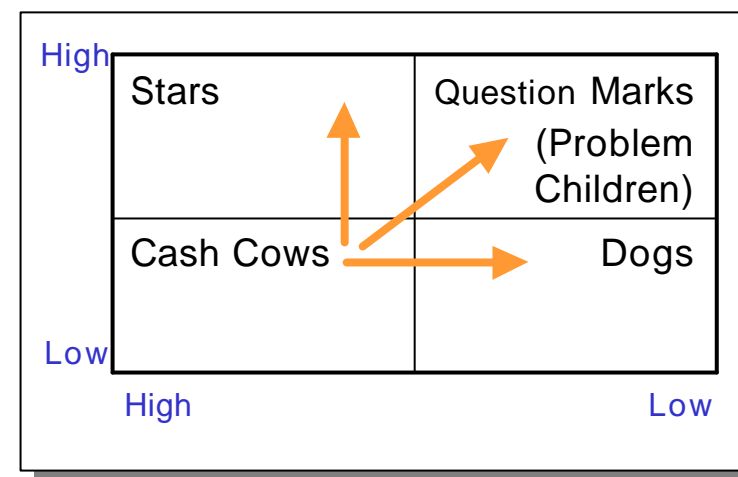 High
Stars
Question Marks
(Problem
Children)
Cash Cows
Dogs
Low
High
Low